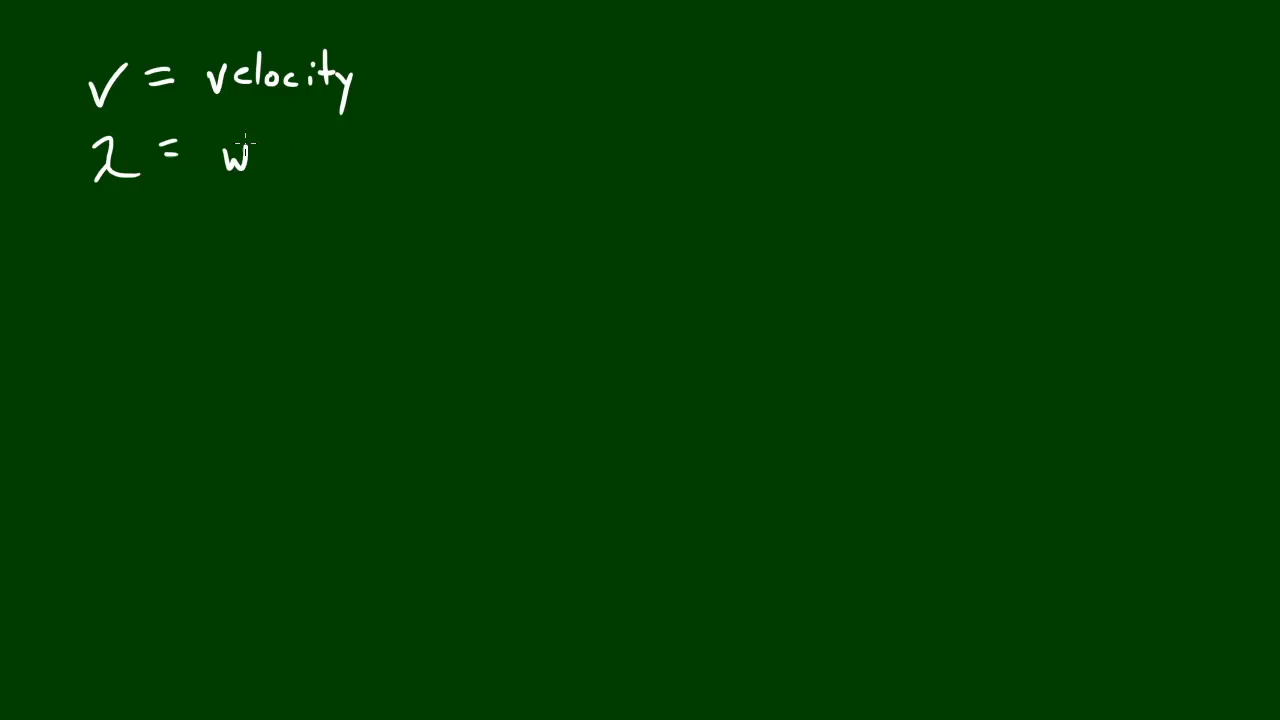 v = velocity
λ = w